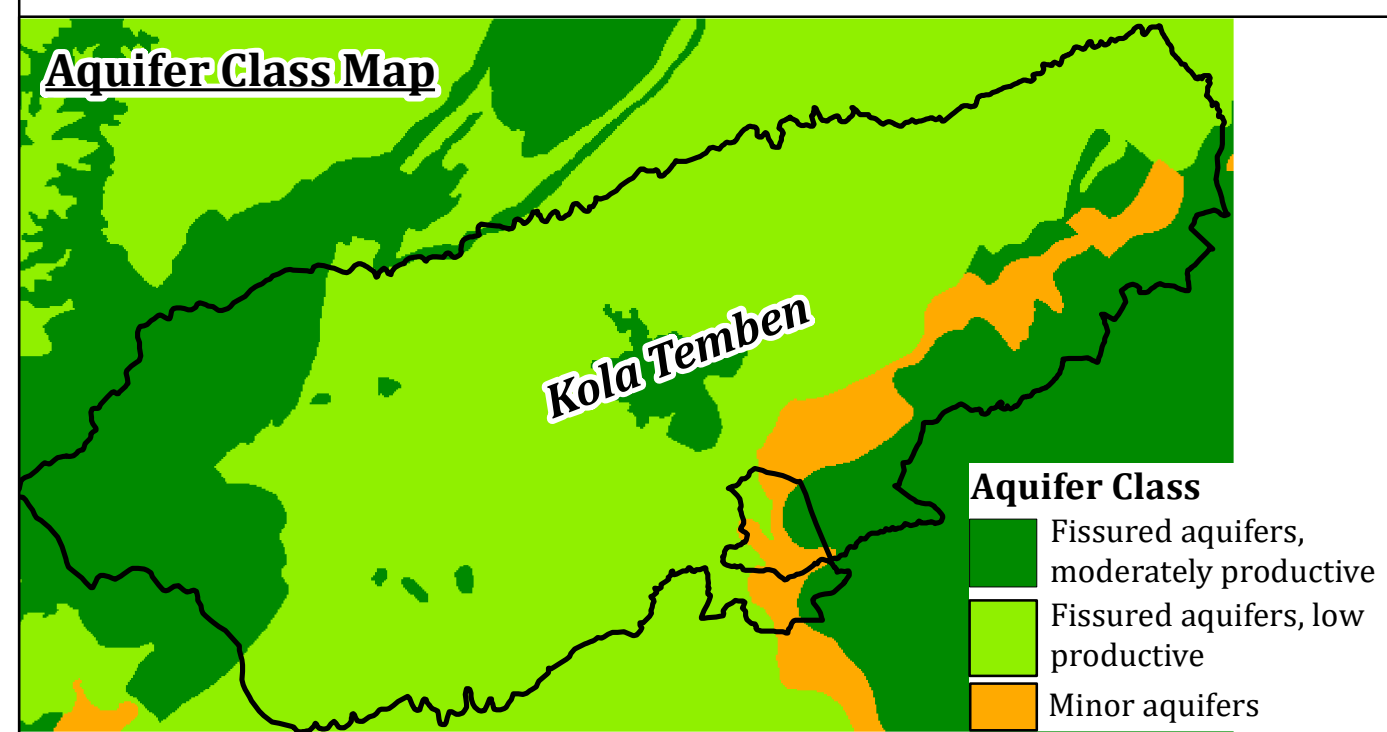 Aquifer Class Map
Kola Temben
Aquifer Class
Fissured aquifers,
moderately productive
Fissured aquifers, low
productive
Minor aquifers